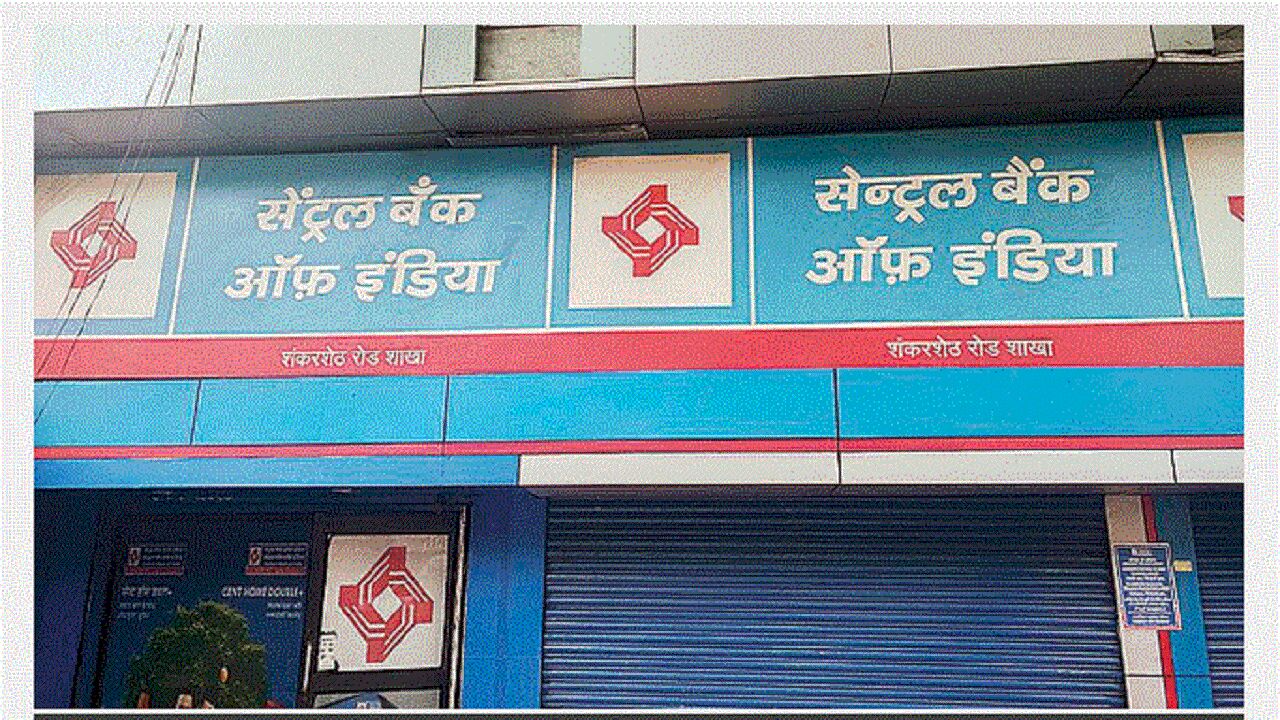 सेंट्रल बँक
ऑफ़ इंडिया
शंकरशेठ रोड शाखा
सेन्ट्रल बैंक
ऑफ़ इंडिया
शंकरशेठ रोड शाखा
CENT HOME DOUBLE